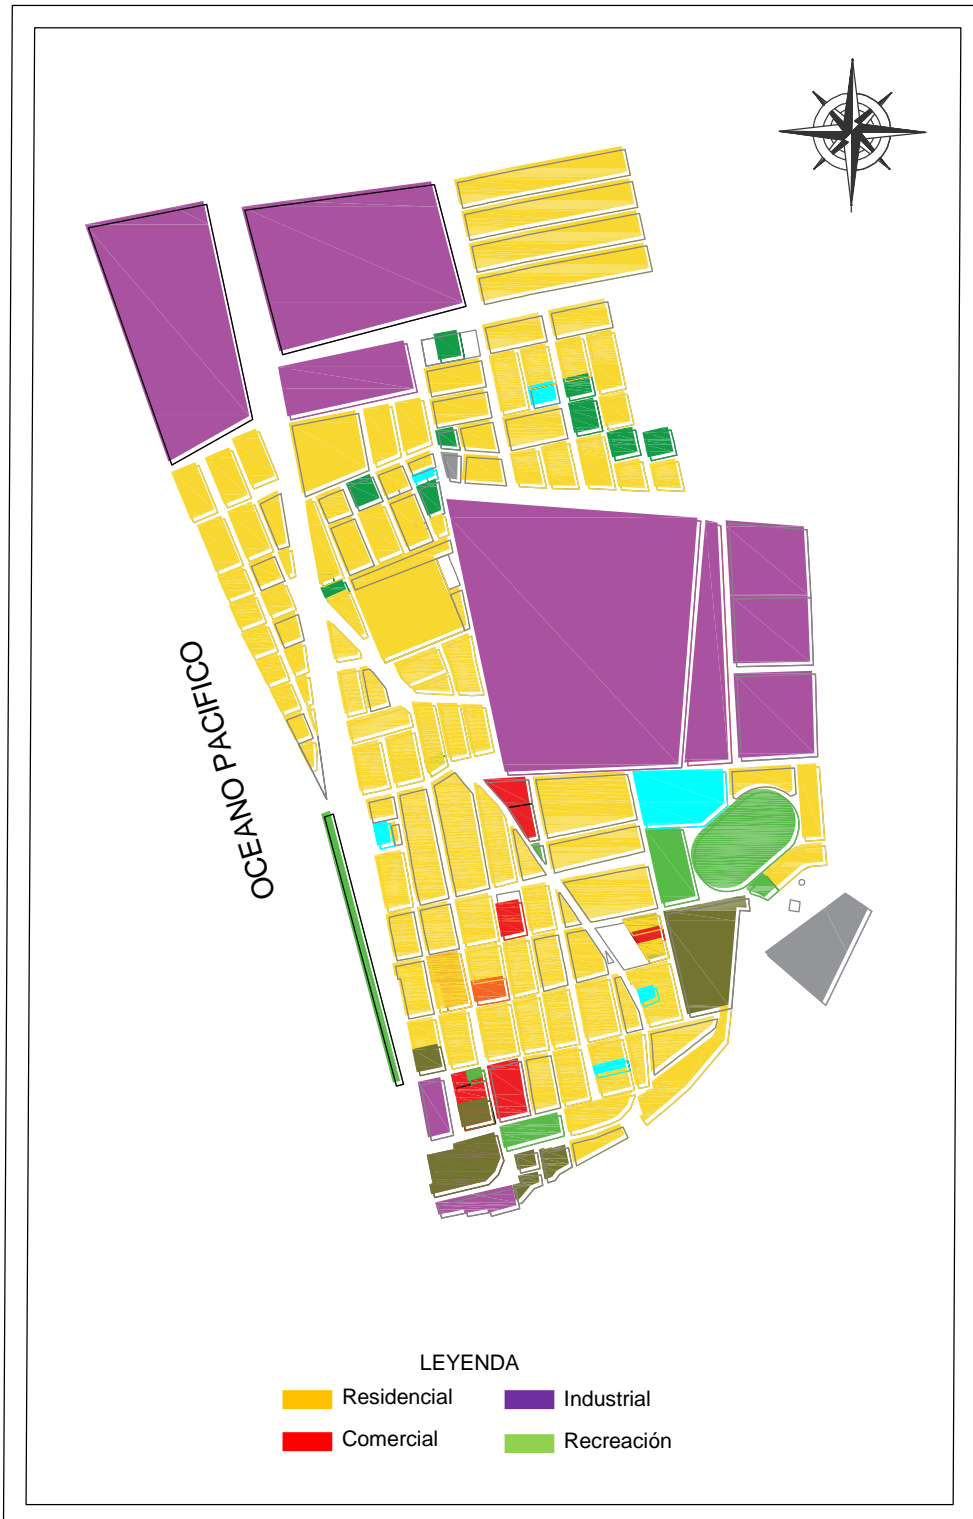 OCEANO PACIFICO
LEYENDA
Residencial
Industrial
Comercial
Recreación